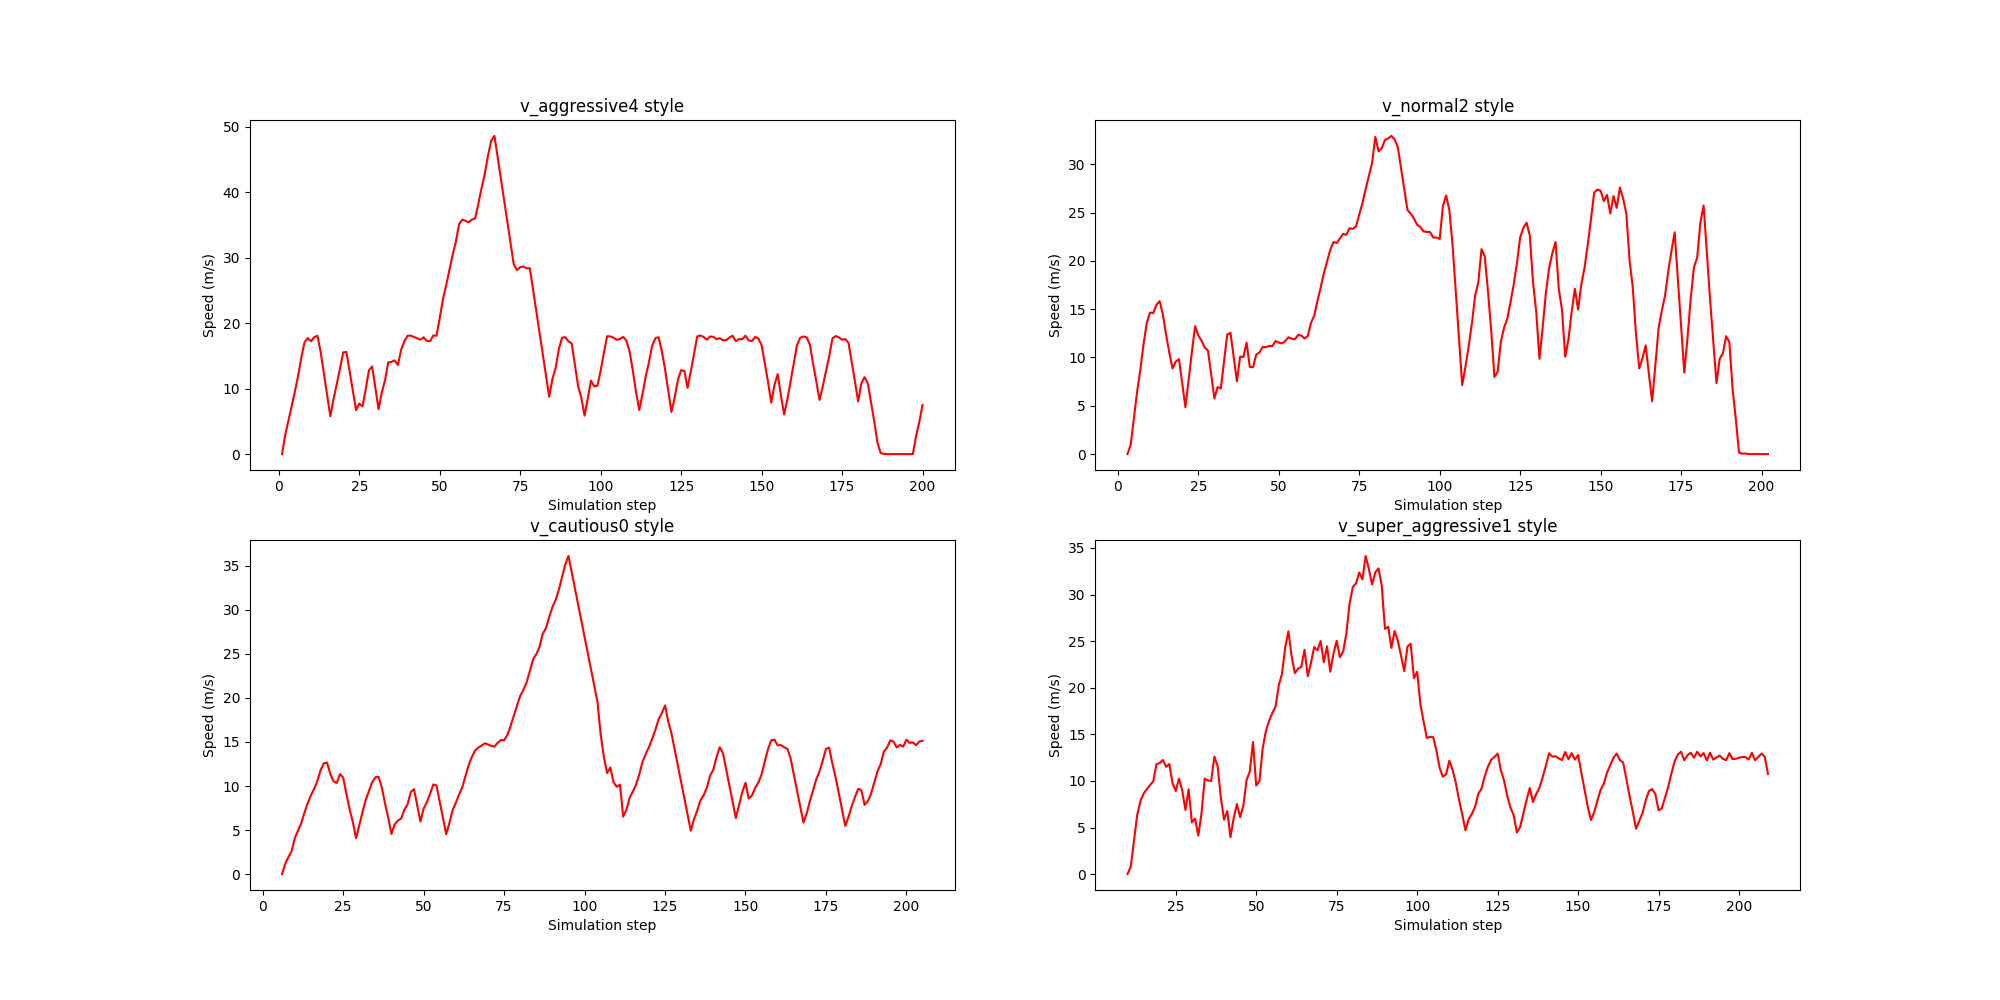 v_aggressive4 style
50
40
30
20
10
0
Speed (m/s)
0 25 50 75 100 125 150 175 200
Simulation step
v_normal2 style
30
25
20
15
10
5
0
Speed (m/s)
0 25 50 75 100 125 150 175 200
Simulation step
v_cautious0 style
35
30
25
20
15
10
5
0
Speed (m/s)
0 25 50 75 100 125 150 175 200
Simulation step
v_super_aggressive1 style
35
30
25
20
15
10
5
0
Speed (m/s)
25 50 75 100 125 150 175 200
Simulation step